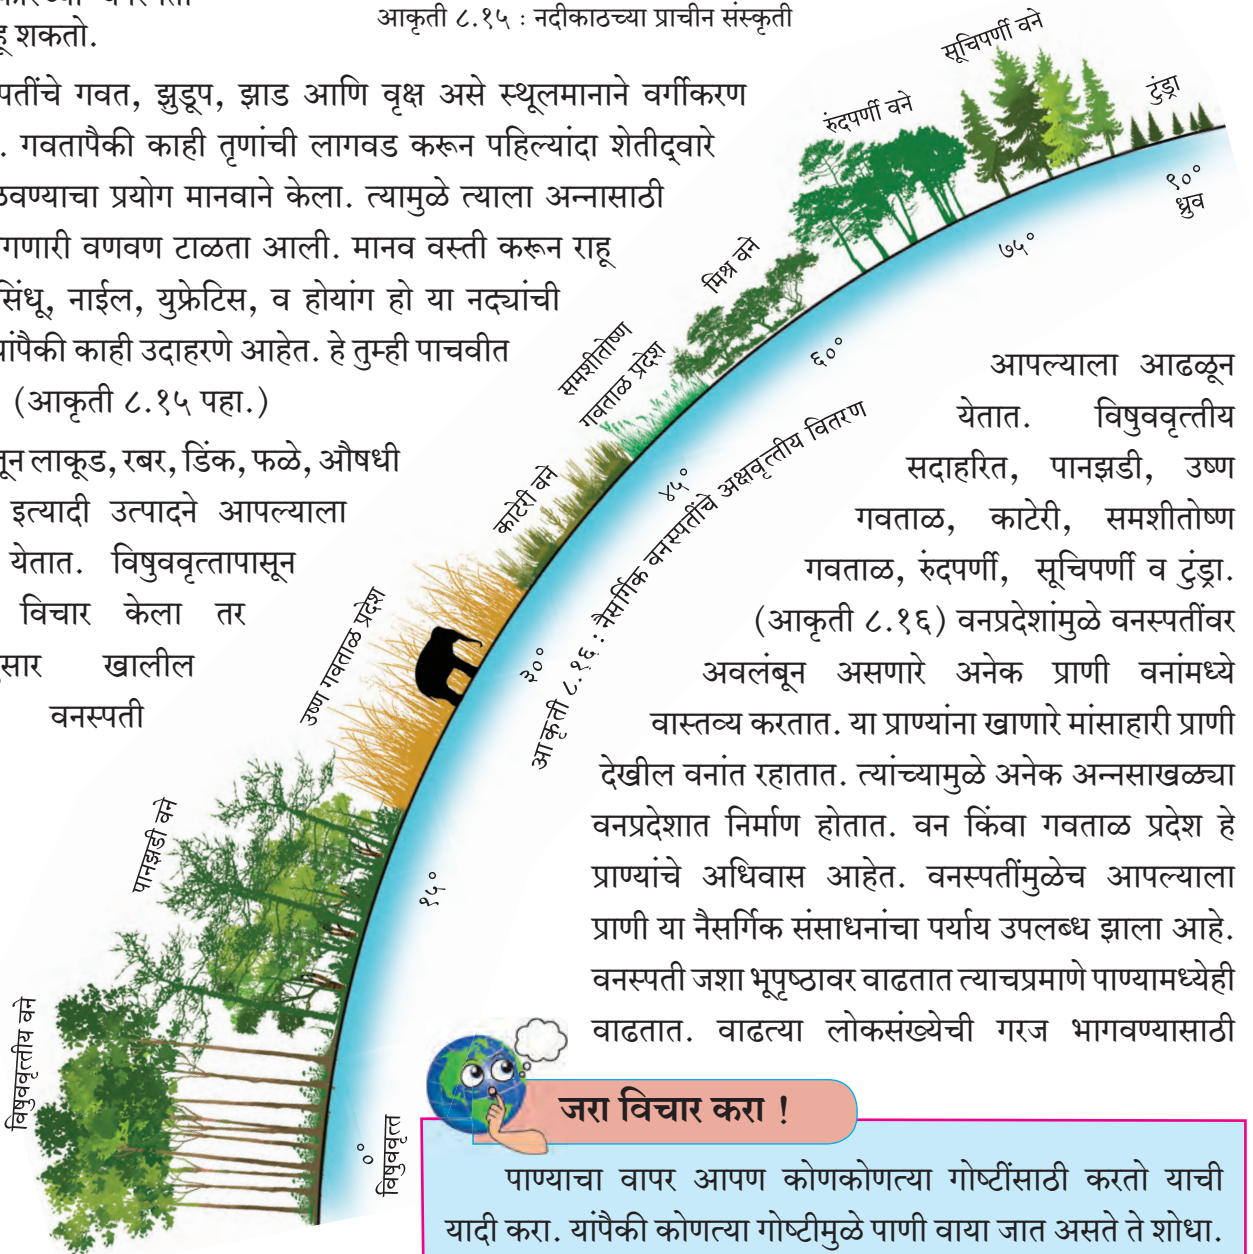 आकृती ८.१५ : नदीकाठच्या प्राचीन संस्कृती
शकतो.
गवत, झुडूप, झाड आणि वृक्ष असे स्थूलमानाने वर्गीकरण
गवतापैकी काही तृणांची लागवड करून पहिल्यांदा शेतीद्वारे
प्रयोग मानवाने केला. त्यामुळे त्याला अन्नासाठी
वणवण टाळता आली. मानव वस्ती करून राहू
सिंधू, नाईल, युफ्रेटिस, व होयांग हो या नद्यांची
काही उदाहरणे आहेत. हे तुम्ही पाचवीत
(आकृती ८.१५ पहा.)
लाकूड, रबर, डिंक, फळे, औषधी
इत्यादी उत्पादने आपल्याला
येतात. विषुववृत्तापासून
विचार केला तर
खालील
वनस्पती
सूचिपर्णी वने
टुंड्रा
रुंदपर्णी वने
मिश्र वने
समशीतोष्ण
गवताळ प्रदेश
काटेरी वने
उष्ण गवताळ प्रदेश
पानझडी वने
विषुववृत्तीय वने
९०°
ध्रुव
७५°
६०°
४५°
३०°
१५°
०°
विषुववृत्त
आकृती ८.१६ : नैसर्गिक वनस्पतींचे अक्षवृत्तीय वितरण
आपल्याला आढळून
येतात. विषुववृत्तीय
सदाहरित, पानझडी, उष्ण
गवताळ, काटेरी, समशीतोष्ण
गवताळ, रुंदपर्णी, सूचिपर्णी व टुंड्रा.
(आकृती ८.१६) वनप्रदेशांमुळे वनस्पतींवर
अवलंबून असणारे अनेक प्राणी वनांमध्ये
वास्तव्य करतात. या प्राण्यांना खाणारे मांसाहारी प्राणी
देखील वनांत रहातात. त्यांच्यामुळे अनेक अन्नसाखळ्या
वनप्रदेशात निर्माण होतात. वन किंवा गवताळ प्रदेश हे
प्राण्यांचे अधिवास आहेत. वनस्पतींमुळेच आपल्याला
प्राणी या नैसर्गिक संसाधनांचा पर्याय उपलब्ध झाला आहे.
वनस्पती जशा भूपृष्ठावर वाढतात त्याचप्रमाणे पाण्यामध्येही
वाढतात. वाढत्या लोकसंख्येची गरज भागवण्यासाठी
जरा विचार करा !
पाण्याचा वापर आपण कोणकोणत्या गोष्टींसाठी करतो याची
यादी करा. यांपैकी कोणत्या गोष्टीमुळे पाणी वाया जात असते ते शोधा.